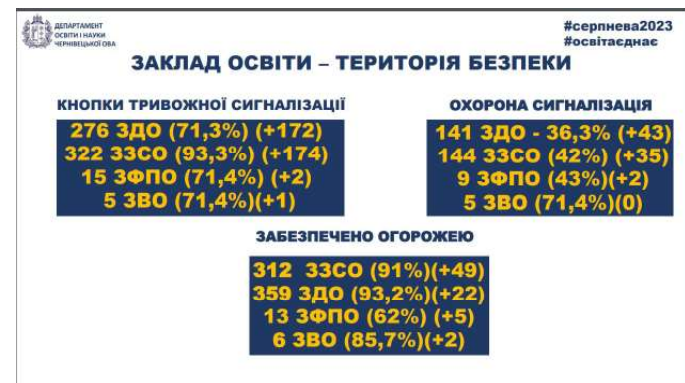 ДЕПАРТАМЕНТ
ОСВІТИ І НАУКИ
ЧЕРНІВЕЦЬКОЇ ОВА
#серпнева2023
#освітаєднає
ЗАКЛАД ОСВІТИ – ТЕРИТОРІЯ БЕЗПЕКИ
КНОПКИ ТРИВОЖНОЇ СИГНАЛІЗАЦІЇ
276 ЗДО (71,3%) (+172)
322 ЗЗСО (93,3%) (+174)
15 ЗФПО (71,4%) (+2)
5 ЗВО (71,4%)(+1)
ОХОРОНА СИГНАЛІЗАЦІЯ
141 ЗДО - 36,3% (+43)
144 ЗЗСО (42%) (+35)
9 ЗФПО (43%)(+2)
5 ЗВО (71,4%)(0)
ЗАБЕЗПЕЧЕНО ОГОРОЖЕЮ
312 ЗЗСО (91%)(+49)
359 ЗДО (93,2%)(+22)
13 ЗФПО (62%) (+5)
6 ЗВО (85,7%)(+2)